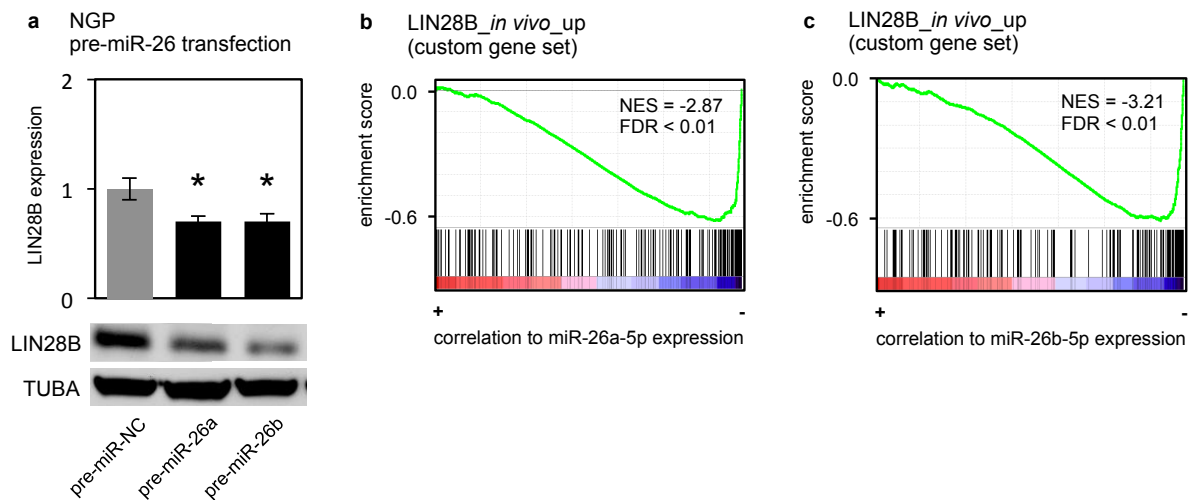 a NGP
pre-miR-26 transfection
LIN28B expression
2
1
0
*
*
LIN28B
TUBA
pre-miR-NC
pre-miR-26a
pre-miR-26b
b LIN28B_in vivo_up
(custom gene set)
enrichment score
0.0
-0.6
NES = -2.87
FDR < 0.01
+ -
correlation to miR-26a-5p expression
c LIN28B_in vivo_up
(custom gene set)
enrichment score
0.0
-0.6
NES = -3.21
FDR < 0.01
+ -
correlation to miR-26b-5p expression